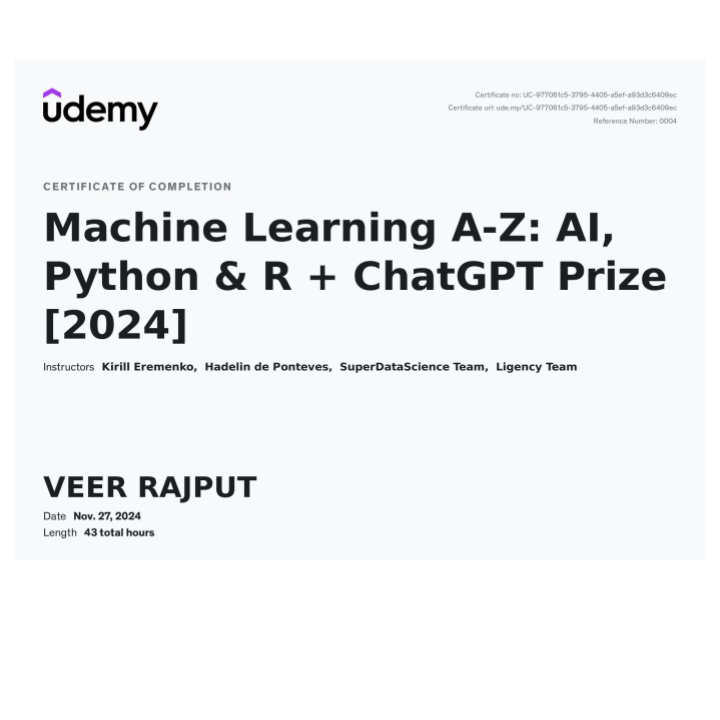 udemy
Certificate no: UC-977061c5-3795-4405-a5ef-a93d3c6409ec
Certificate url: ude.my/UC-977061c5-3795-4405-a5ef-a93d3c6409ec
Reference Number: 0004
CERTIFICATE OF COMPLETION
Machine Learning A-Z: AI,
Python & R + ChatGPT Prize
[2024]
Instructors Kirill Eremenko, Hadelin de Ponteves, SuperDataScience Team, Ligency Team
VEER RAJPUT
Date Nov. 27, 2024
Length 43 total hours